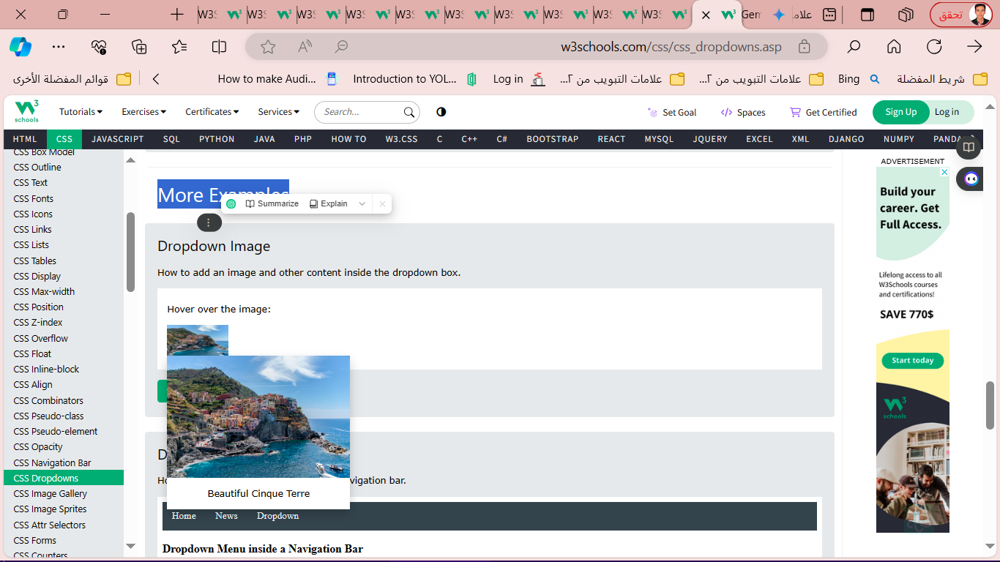 تحقق
W3S
W3S
W3S
W3S
W3S
W3S
W3S
W3S
W3S
W3S
Gem
علاما
w3schools.com/css/css_dropdowns.asp
قوائم المفضلة الأخرى
How to make Audi...
Introduction to YOL...
Log in
علامات التبويب من ٢...
علامات التبويب من ٢...
Bing
شريط المفضلة
W3 schools
Tutorials
Exercises
Certificates
Services
Search...
Set Goal
Spaces
Get Certified
Sign Up
Log in
HTML CSS JAVASCRIPT SQL PYTHON JAVA PHP HOW TO W3.CSS C C++ C# BOOTSTRAP REACT MYSQL JQUERY EXCEL XML DJANGO NUMPY PANDA
CSS Box Model
CSS Outline
CSS Text
CSS Fonts
CSS Icons
CSS Links
CSS Lists
CSS Tables
CSS Display
CSS Max-width
CSS Position
CSS Z-index
CSS Overflow
CSS Float
CSS Inline-block
CSS Align
CSS Combinators
CSS Pseudo-class
CSS Pseudo-element
CSS Opacity
CSS Navigation Bar
CSS Dropdowns
CSS Image Gallery
CSS Image Sprites
CSS Attr Selectors
CSS Forms
CSS Counters
More Examples
Summarize
Explain
Dropdown Image
How to add an image and other content inside the dropdown box.
Hover over the image:
Beautiful Cinque Terre
D
Ho
vigation bar.
Home News Dropdown
Dropdown Menu inside a Navigation Bar
ADVERTISEMENT
Build your
career. Get
Full Access.
Lifelong access to all
W3Schools courses
and certifications!
SAVE 770$
Start today
W3 schools